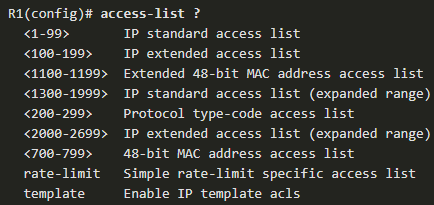 R1(config)# access-list ?
<1-99> IP standard access list
<100-199> IP extended access list
<1100-1199> Extended 48-bit MAC address access list
<1300-1999> IP standard access list (expanded range)
<200-299> Protocol type-code access list
<2000-2699> IP extended access list (expanded range)
<700-799> 48-bit MAC address access list
rate-limit Simple rate-limit specific access list
template Enable IP template acls